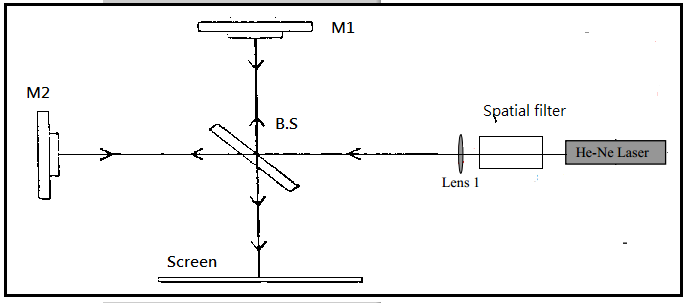 M1
M2
B.S
Spatial filter
He-Ne Laser
Lens 1
Screen